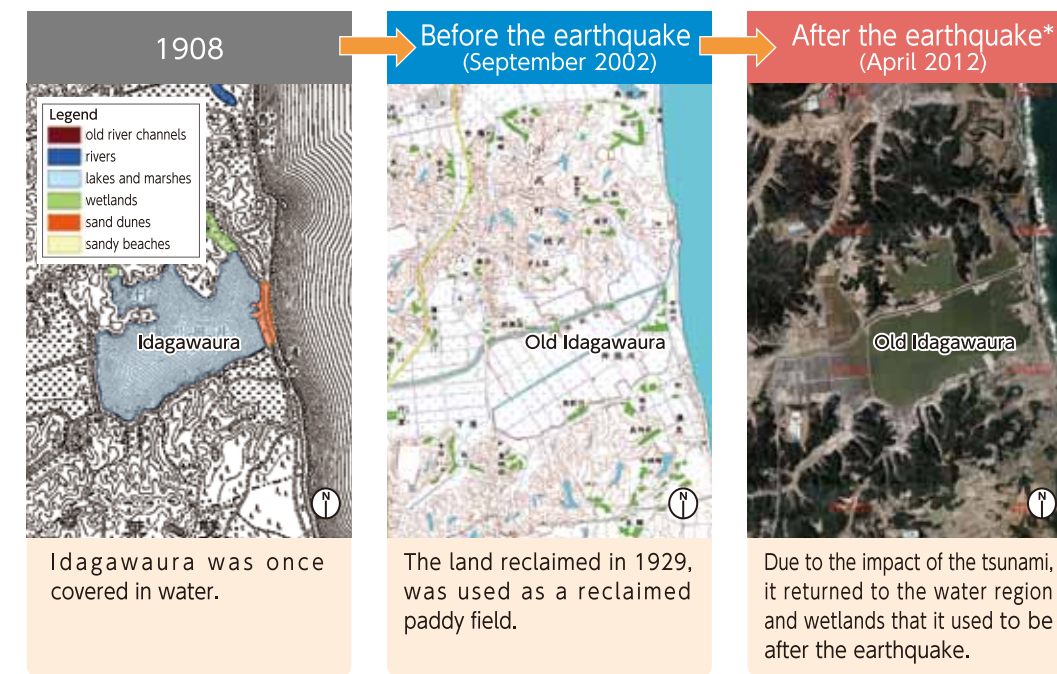 1908
Before the earthquake
(September 2002)
After the earthquake*
(April 2012)
Legend
old river channels
rivers
lakes and marshes
wetlands
sand dunes
sandy beaches
Idagawaura
N
Old Idagawaura
N
Old Idagawaura
N
Idagawaura was once
covered in water.
The land reclaimed in 1929,
was used as a reclaimed
paddy field.
Due to the impact of the tsunami,
it returned to the water region
and wetlands that it used to be
after the earthquake.